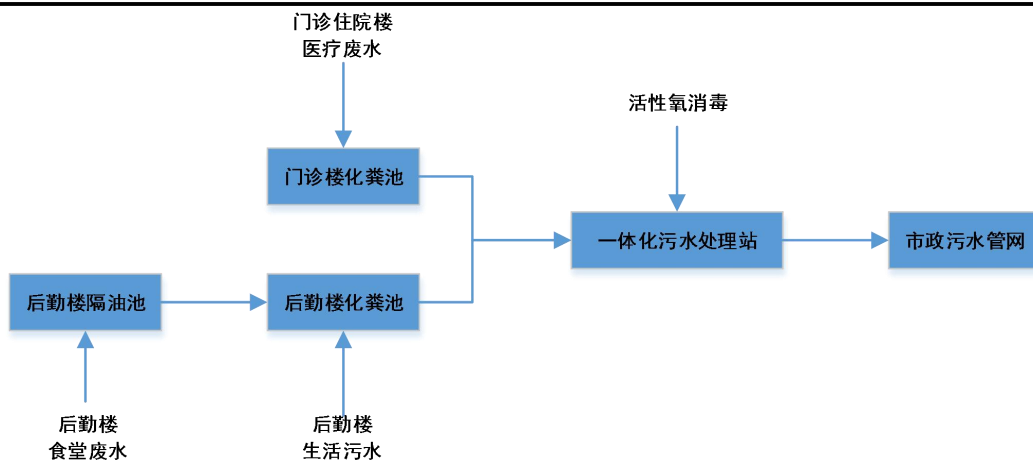 门诊住院楼
医疗废水
活性氧消毒
门诊楼化粪池
一体化污水处理站
市政污水管网
后勤楼隔油池
后勤楼化粪池
后勤楼
食堂废水
后勤楼
生活污水